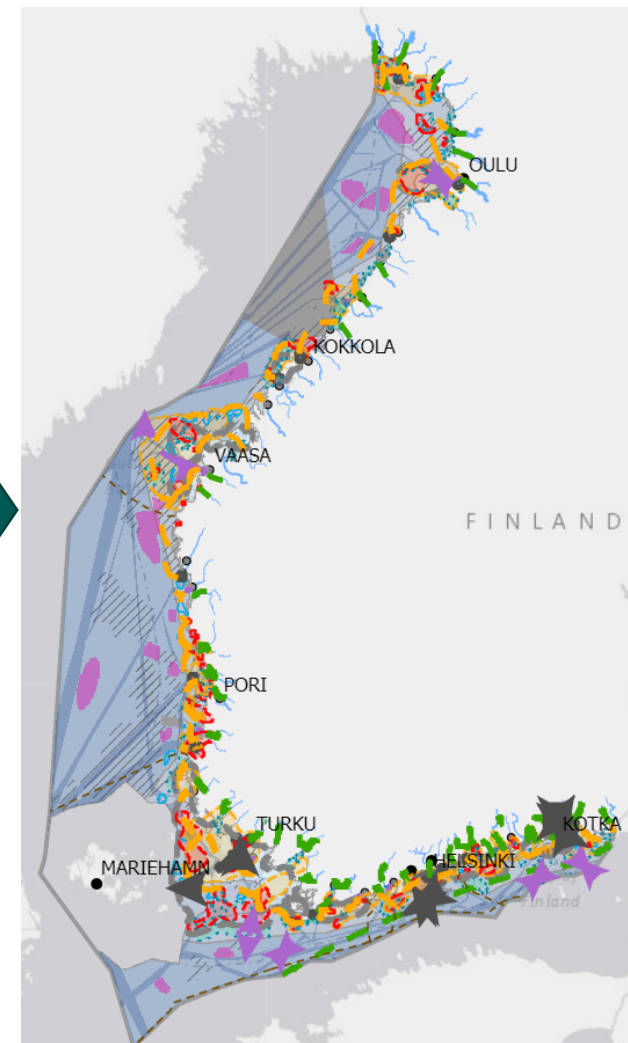 OULU
KOKKOLA
VAASA
FINLAND
PORI
TURKU
KOTKA
MARIEHAMN
HELSINKI
Finland